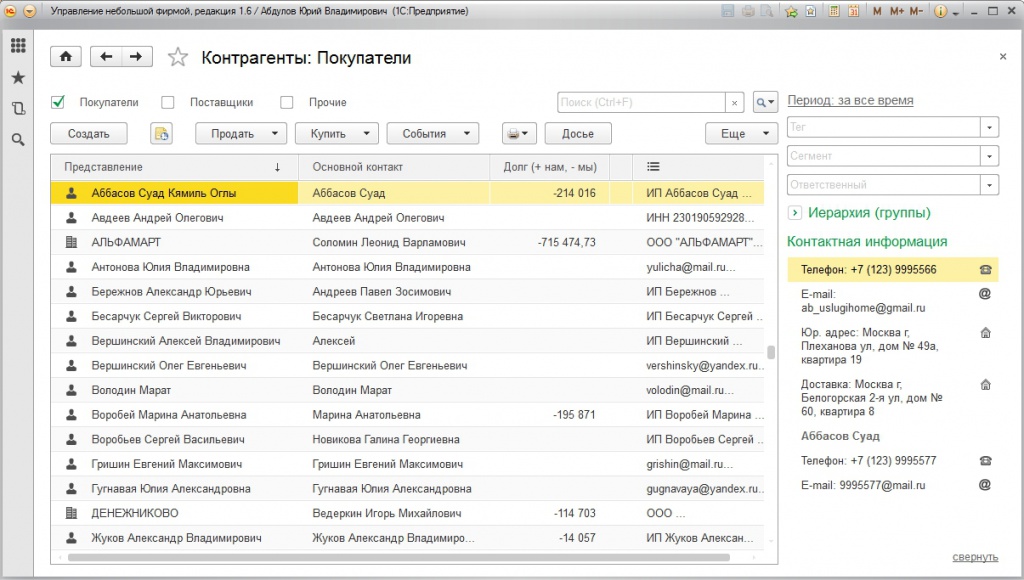 Управление небольшой фирмой, редакция 1.6 / Абдулов Юрий Владимирович (1С:Предприятие)
M M+ M-
Контрагенты: Покупатели
Покупатели Поставщики Прочие
Поиск (Ctrl+F)
Период: за все время
Создать Продать Купить События Досье Еще
Тег
Сегмент
Ответственный
Иерархия (группы)
Представление ↓ Основной контакт Долг (+ нам, - мы)
Аббасов Суад Кямиль Оглы Аббасов Суад -214 016 ИП Аббасов Суад ...
Авдеев Андрей Олегович Авдеев Андрей Олегович ИНН 230190592928...
АЛЬФАМАРТ Соломин Леонид Варламович -715 474,73 ООО "АЛЬФАМАРТ"...
Антонова Юлия Владимировна Антонова Юлия Владимировна yulicha@mail.ru...
Бережнов Александр Юрьевич Андреев Павел Зосимович ИП Бережнов ...
Бесарчук Сергей Викторович Бесарчук Светлана Игоревна ИП Бесарчук Сергей ...
Вершинский Алексей Владимирович Алексей ИП Вершинский ...
Вершинский Олег Евгеньевич Вершинский Олег Евгеньевич vershinsky@yandex.ru...
Володин Марат Володин Марат volodin@mail.ru...
Воробей Марина Анатольевна Марина Анатольевна -195 871 ИП Воробей Марина ...
Воробьев Сергей Васильевич Новикова Галина Георгиевна ИП Воробьев Сергей ...
Гришин Евгений Максимович Гришин Евгений Максимович grishin@mail.ru...
Гугнавая Юлия Александровна Гугнавая Юлия Александровна gugnavaya@yandex.ru...
ДЕНЕЖНИКОВО Ведеркин Игорь Михайлович -114 703 ООО ...
Жуков Александр Владимирович Жуков Александр Владимиро... -14 057 ИП Жуков Алексан...
Контактная информация
Телефон: +7 (123) 9995566
E-mail:
ab_uslugihome@gmail.ru
Юр. адрес: Москва г,
Плеханова ул, дом № 49а,
квартира 19
Доставка: Москва г,
Белогорская 2-я ул, дом №
60, квартира 8
Аббасов Суад
Телефон: +7 (123) 9995577
E-mail: 9995577@mail.ru
свернуть